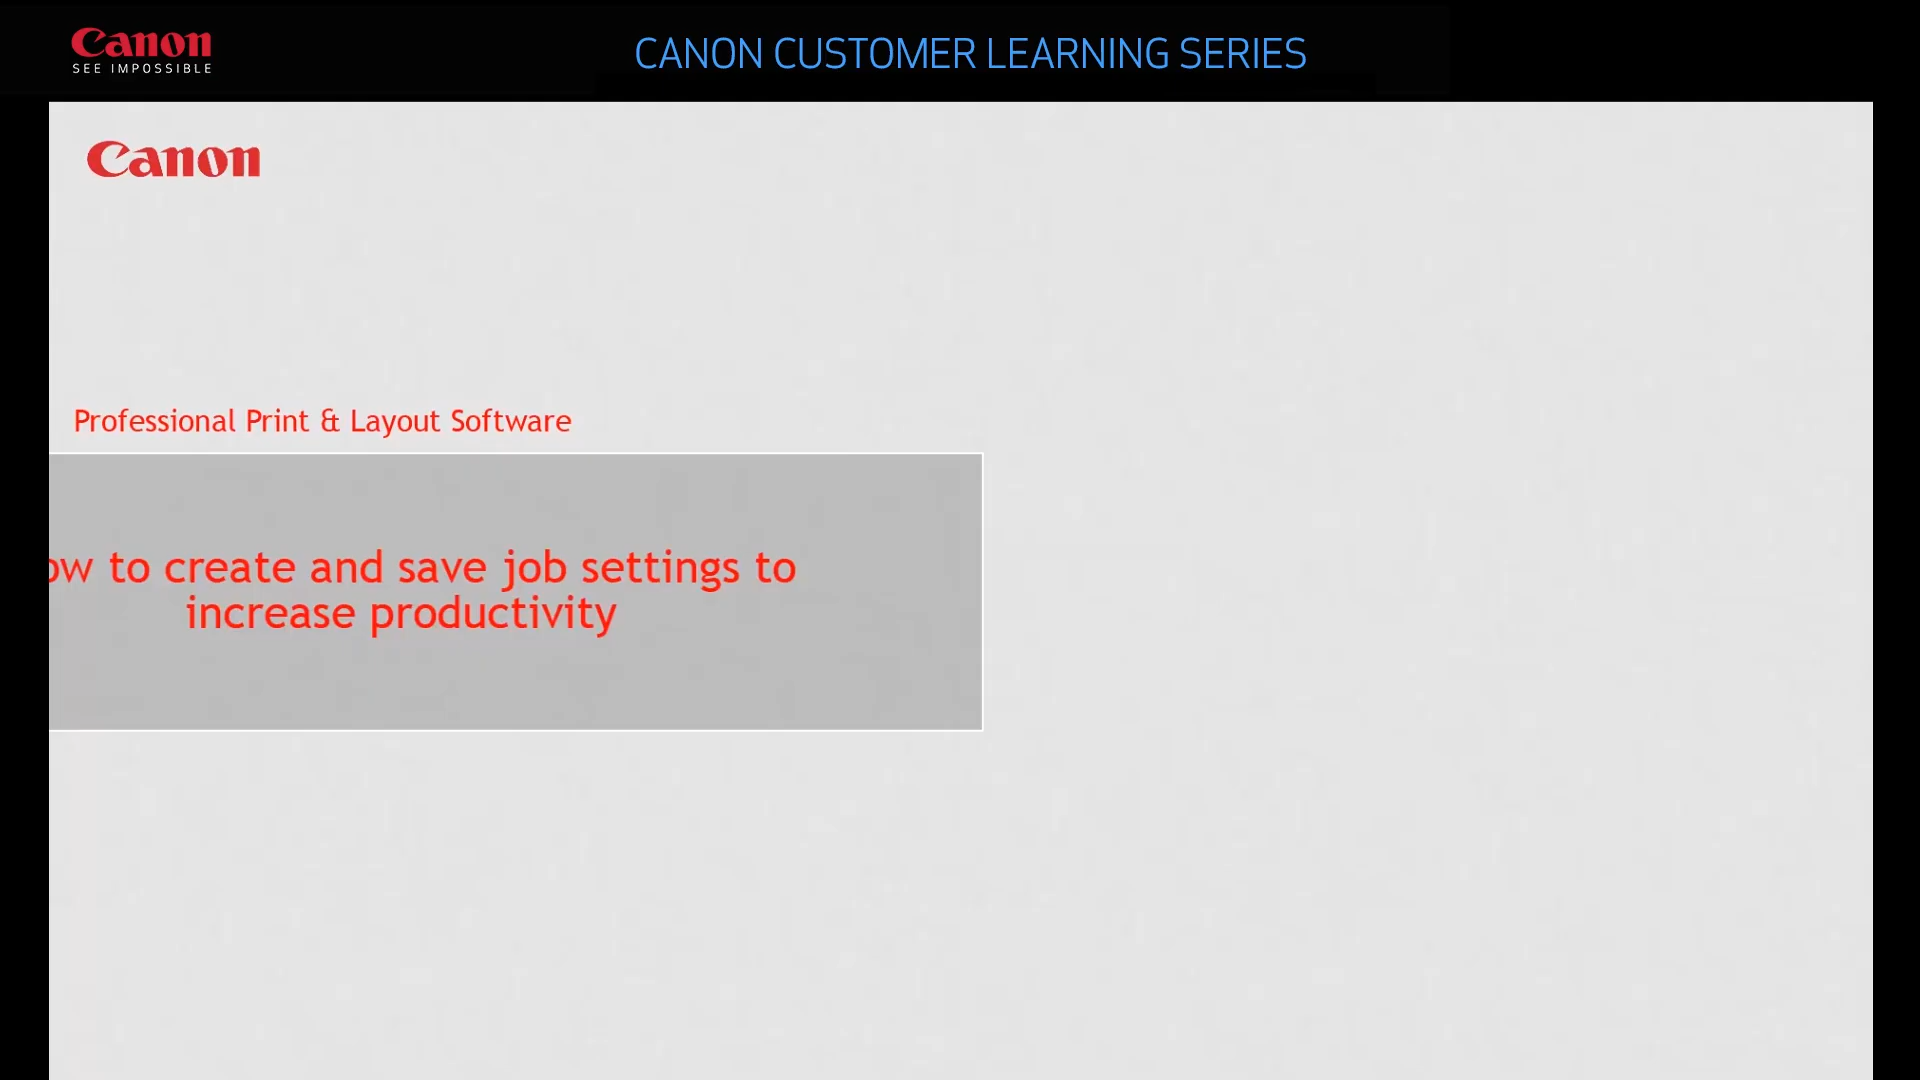 Canon
SEE IMPOSSIBLE
CANON CUSTOMER LEARNING SERIES
Canon
Professional Print & Layout Software
ow to create and save job settings to
increase productivity